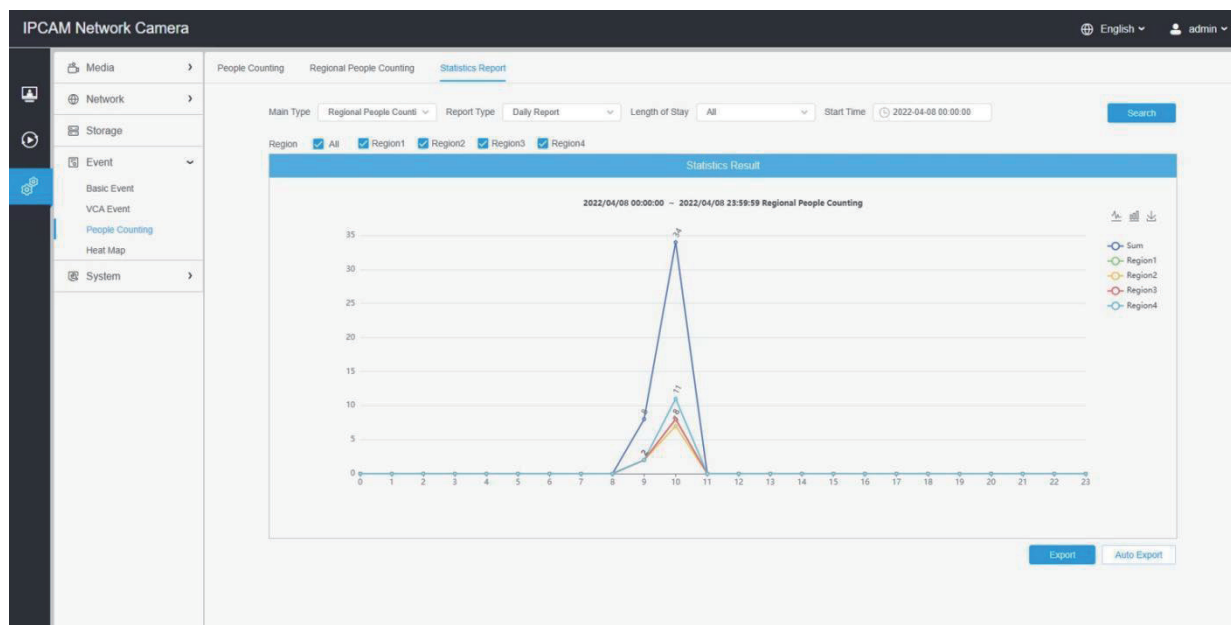 IPCAM Network Camera
English
admin
Media
Network
Storage
Event
Basic Event
VCA Event
People Counting
Heat Map
System
People Counting Regional People Counting Statistics Report
Main Type Regional People Counti Report Type Daily Report Length of Stay All Start Time 2022-04-08 00:00:00 Search
Region All Region1 Region2 Region3 Region4
Statistics Result
2022/04/08 00:00:00 ~ 2022/04/08 23:59:59 Regional People Counting
Sum
Region1
Region2
Region3
Region4
35
30
25
20
15
10
5
0
34
11
8
8
2
0 1 2 3 4 5 6 7 8 9 10 11 12 13 14 15 16 17 18 19 20 21 22 23
Export Auto Export